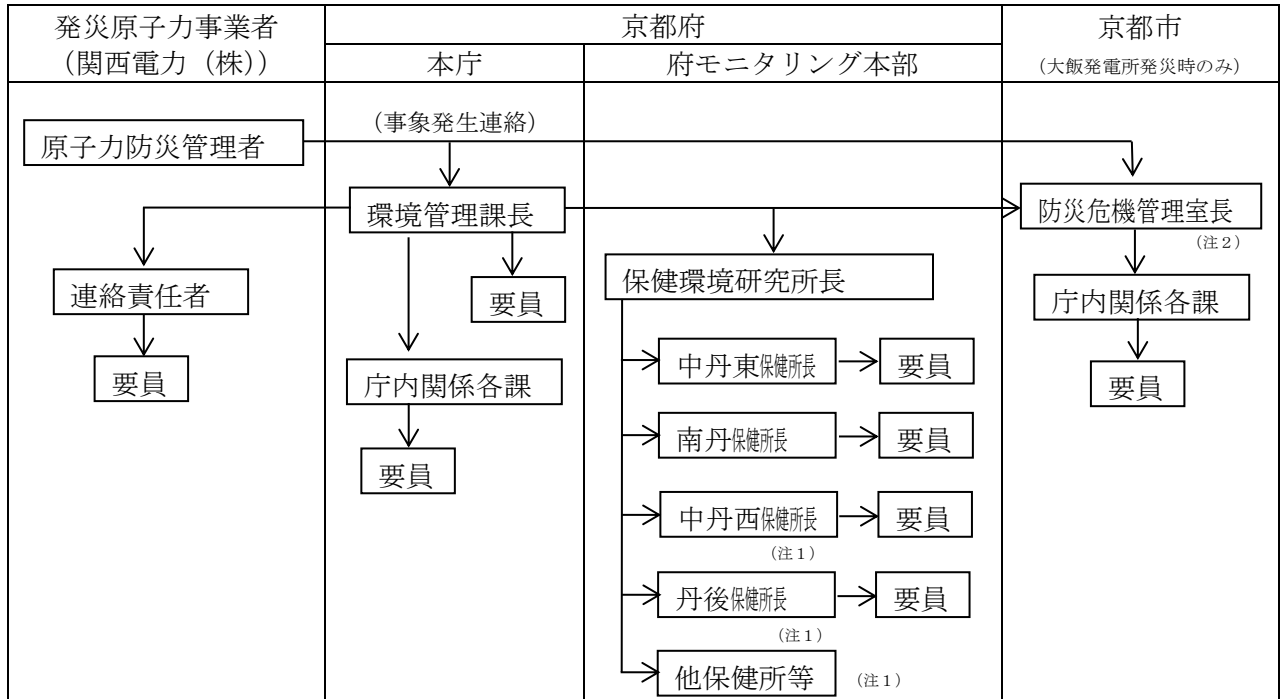 発災原子力事業者
(関西電力(株))
京都府
本庁
府モニタリング本部
京都市
(大飯発電所発災時のみ)
(事象発生連絡)
原子力防災管理者
環境管理課長
防災危機管理室長
(注2)
連絡責任者
要員
保健環境研究所長
庁内関係各課
要員
中丹東保健所長
要員
庁内関係各課
要員
要員
南丹保健所長
要員
要員
中丹西保健所長
要員
(注1)
丹後保健所長
要員
(注1)
他保健所等
(注1)